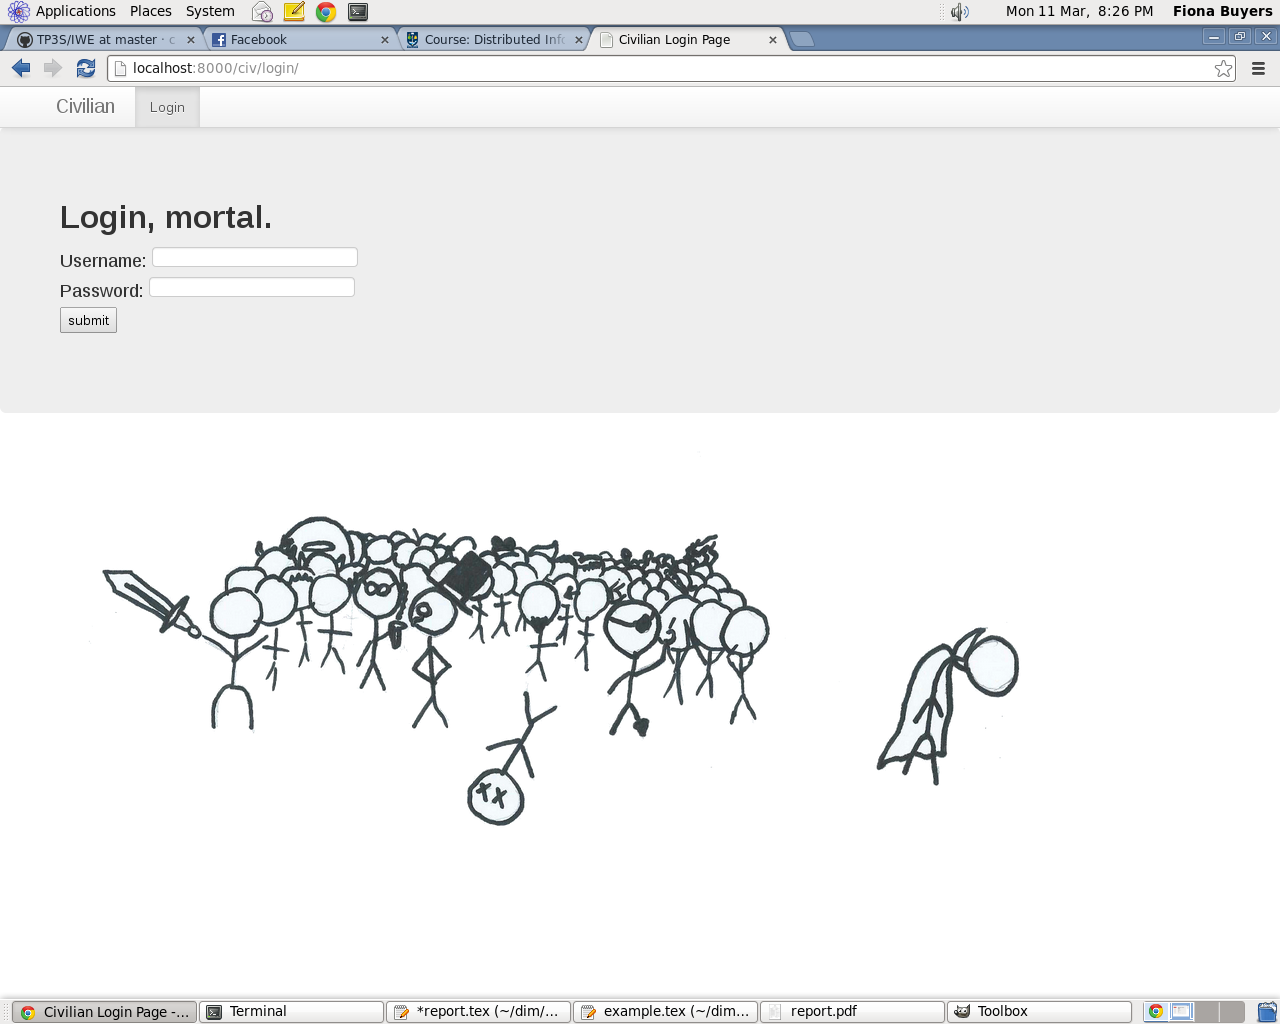 Applications Places System Mon 11 Mar, 8:26 PM Fiona Buyers
TP3S/IWE at master · c Facebook Course: Distributed Info Civilian Login Page
localhost:8000/civ/login/
Civilian Login
Login, mortal.
Username:
Password:
submit
Civilian Login Page -... Terminal *report.tex (~/dim/... example.tex (~/dim... report.pdf Toolbox